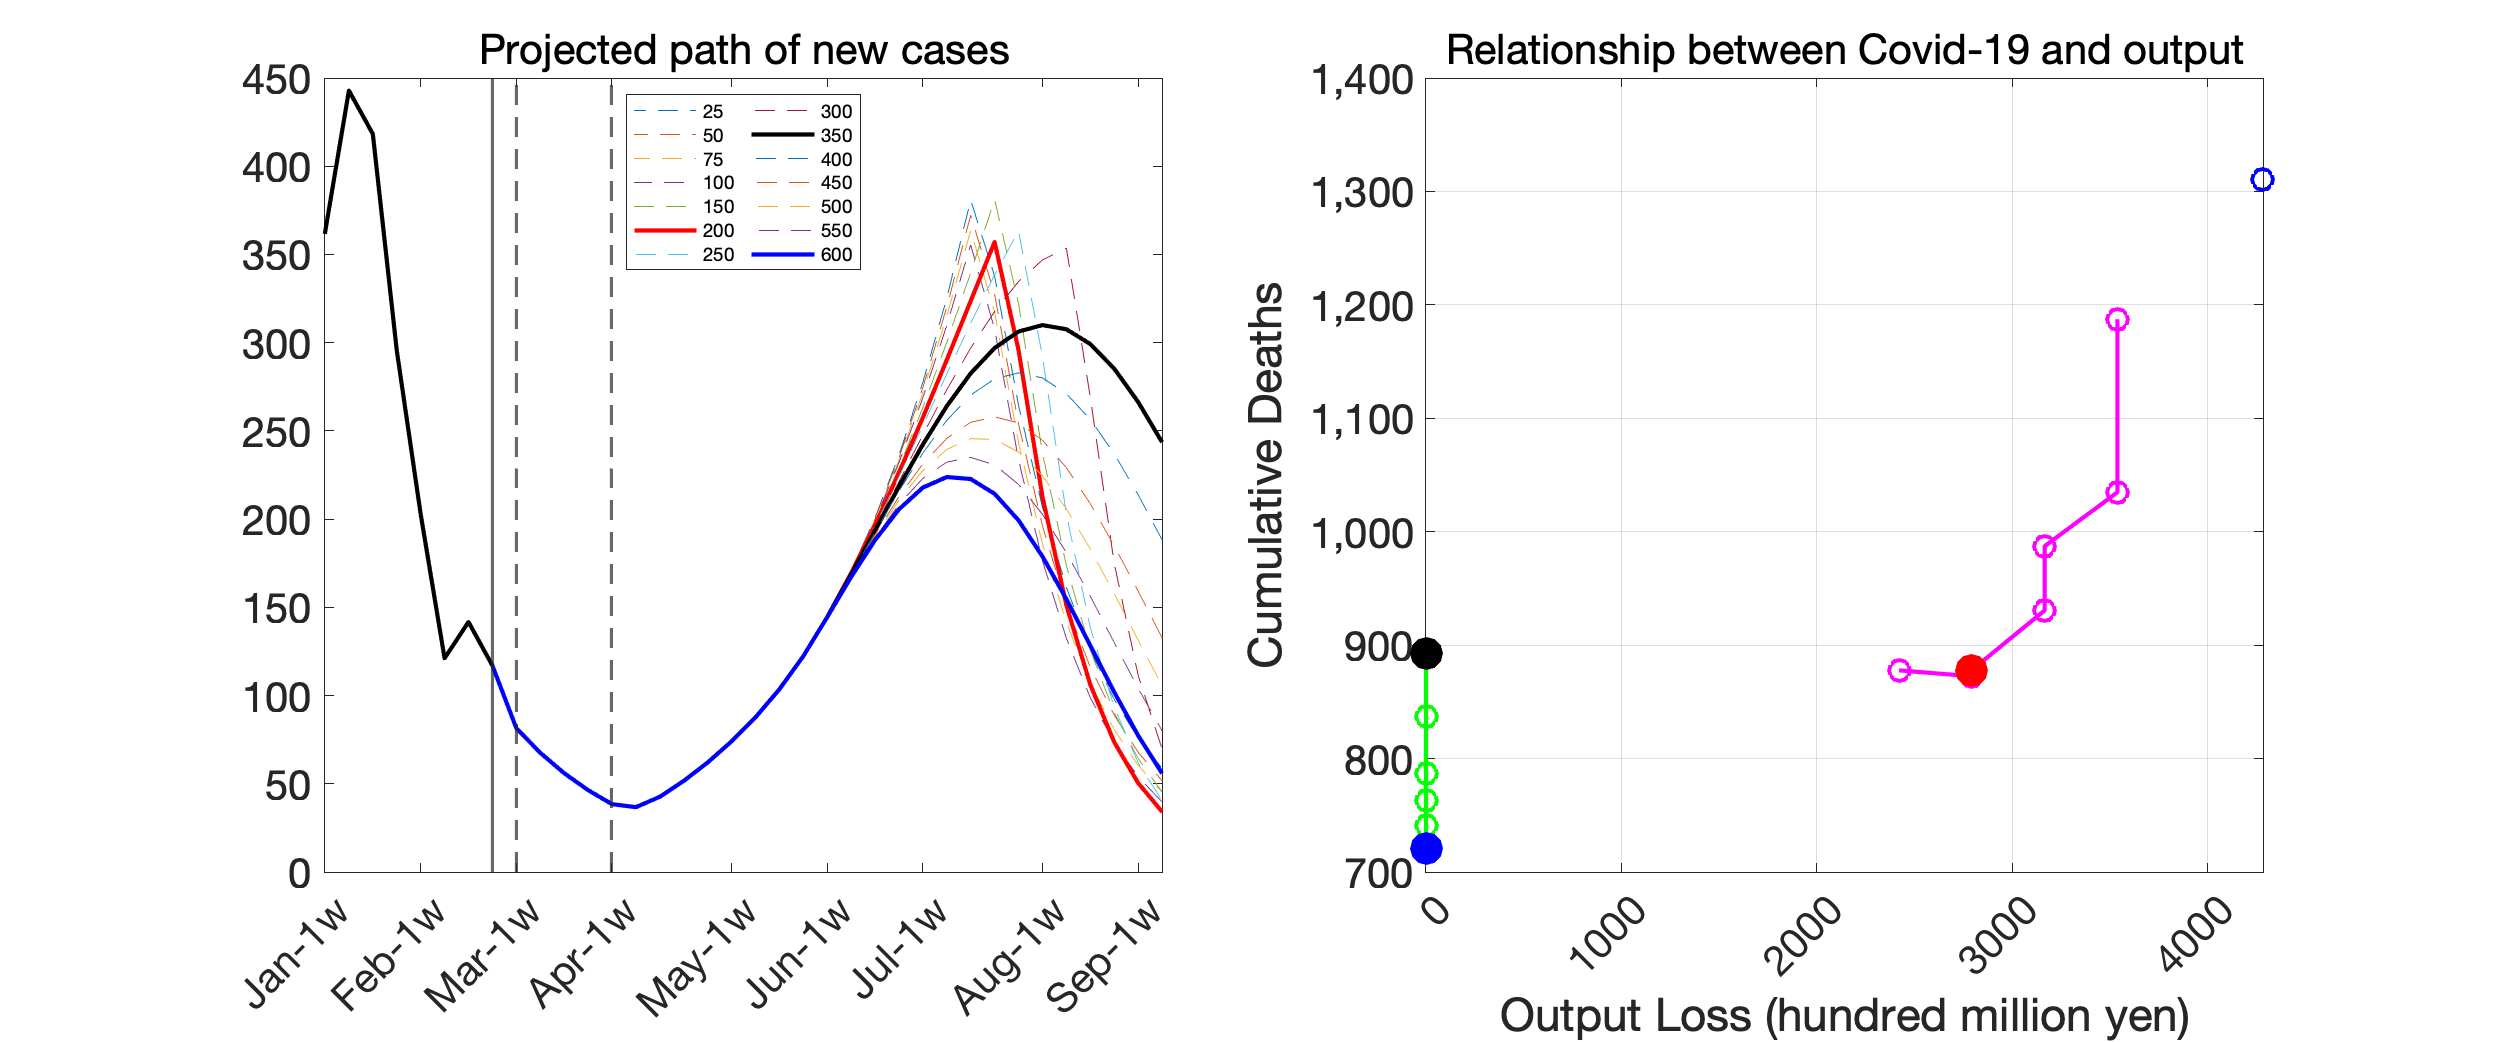 Projected path of new cases
450
400
350
300
250
200
150
100
50
0
25
50
75
100
150
200
250
300
350
400
450
500
550
600
Jan-1w
Feb-1w
Mar-1w
Apr-1w
May-1w
Jun-1w
Jul-1w
Aug-1w
Sep-1w
Relationship between Covid-19 and output
Cumulative Deaths
1,400
1,300
1,200
1,100
1,000
900
800
700
0
1000
2000
3000
4000
Output Loss (hundred million yen)